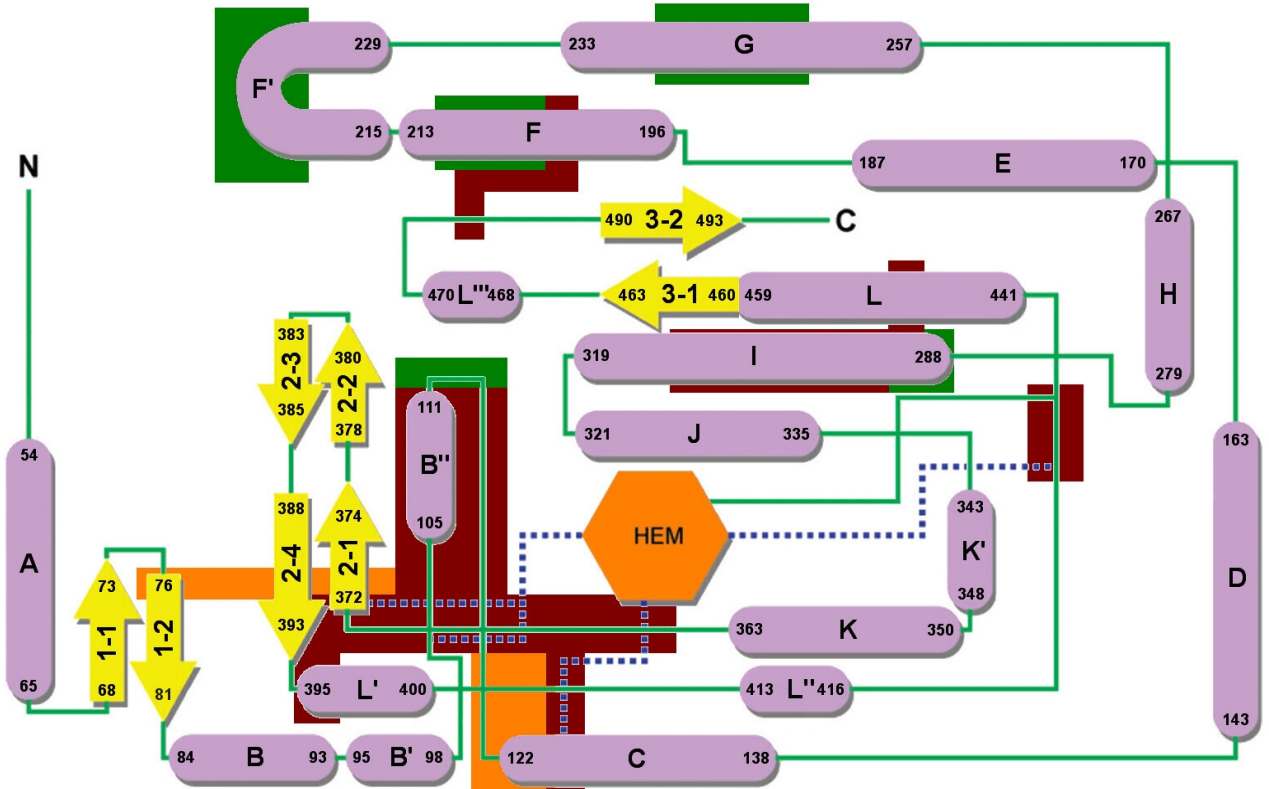 229 233 G 257
F'
215 213 F 196
187 E 170
N
490 3-2 493 C
267
H
279
470 L''' 468 463 3-1 460 459 L 441
383
2-3
385
380
2-2
378
319 I 288
111
B''
105
321 J 335
54
A
65
163
D
143
388
2-4
393
374
2-1
372
HEM
343
K'
348
73
1-1
68
76
1-2
81
363 K 350
395 L' 400
413 L'' 416
84 B 93 95 B' 98 122 C 138